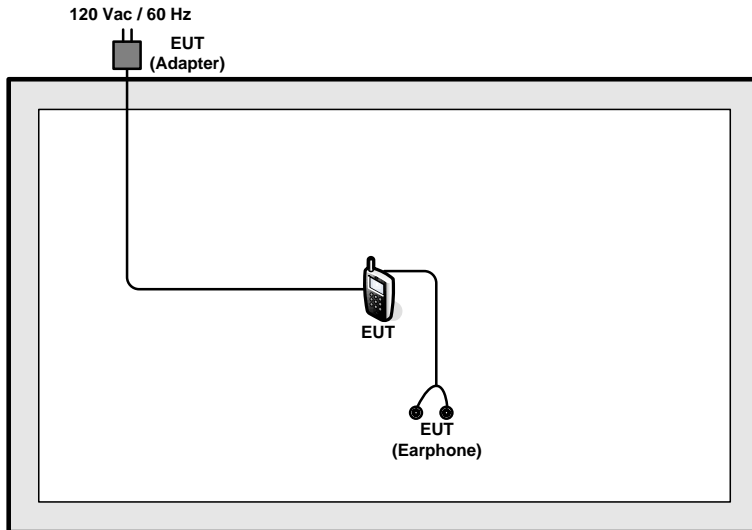 120 Vac / 60 Hz
EUT
(Adapter)
EUT
EUT
(Earphone)